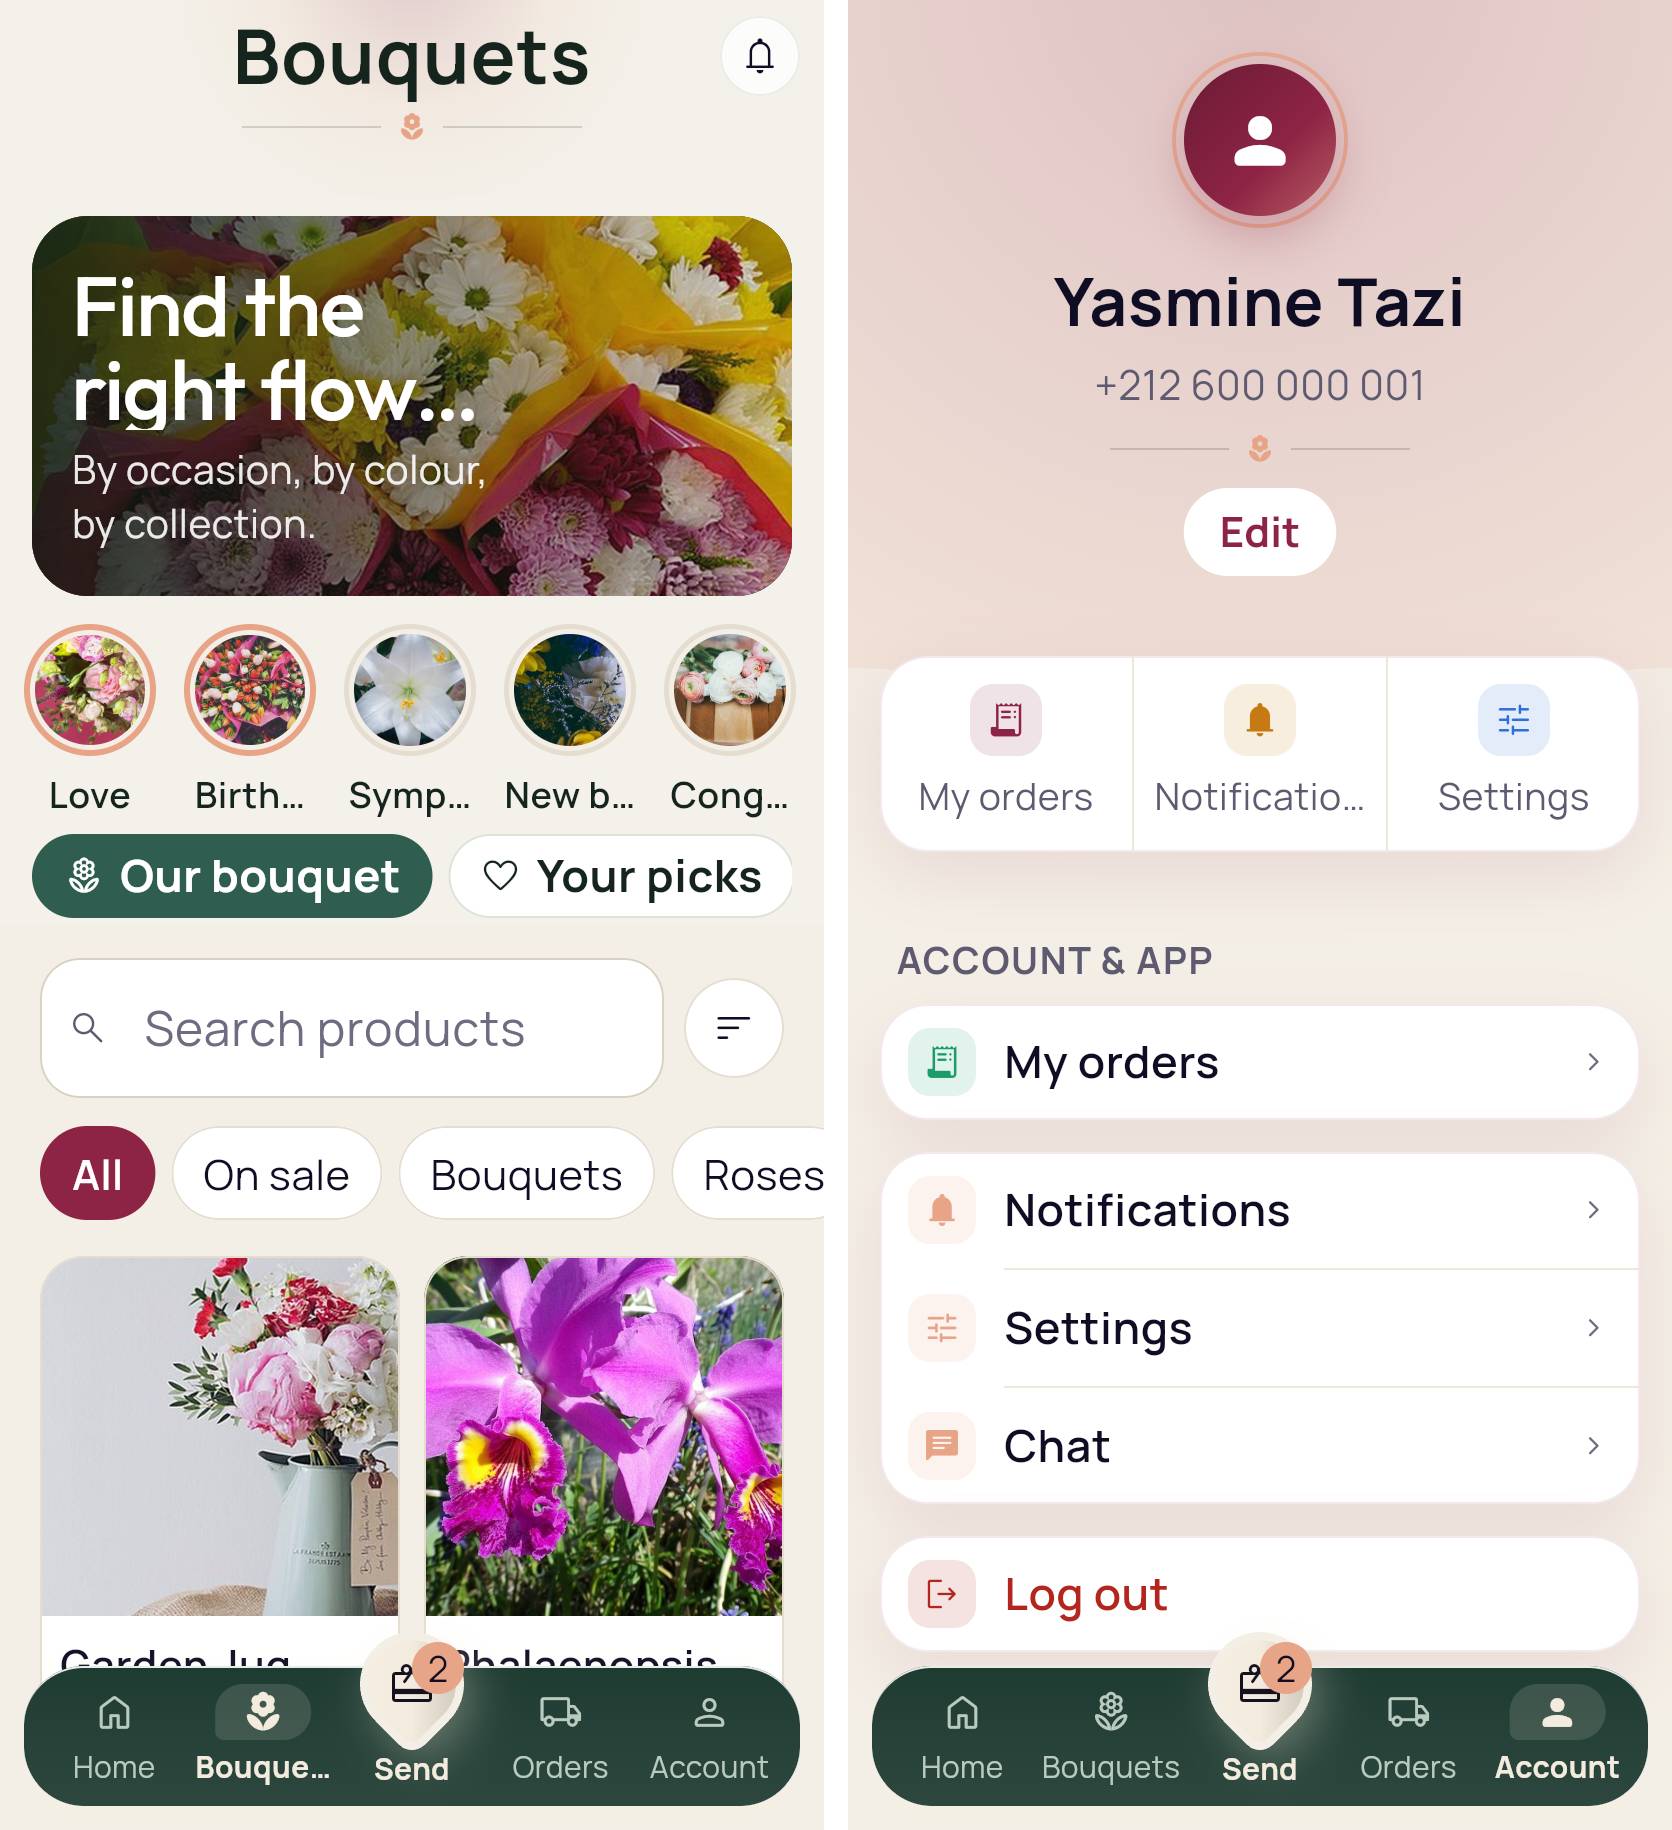 Bouquets
Find the
right flow...
By occasion, by colour,
by collection.
Love
Birth...
Symp...
New b...
Cong...
Our bouquet
Your picks
Search products
All
On sale
Bouquets
Roses
Garden Jug
Phalaenopsis
2
Home
Bouque...
Send
Orders
Account
Yasmine Tazi
+212 600 000 001
Edit
My orders
Notificatio...
Settings
ACCOUNT & APP
My orders
Notifications
Settings
Chat
Log out
2
Home
Bouquets
Send
Orders
Account